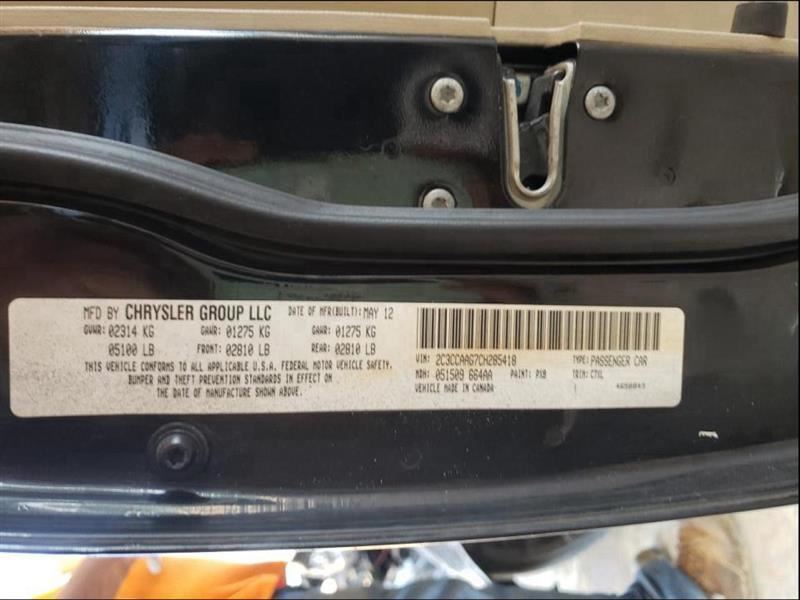 MFD BY CHRYSLER GROUP LLC DATE OF MFR(BUILT):MAY 12
GVWR: 02314 KG GAWR: 01275 KG GAWR: 01275 KG
05100 LB FRONT: 02810 LB REAR: 02810 LB
THIS VEHICLE CONFORMS TO ALL APPLICABLE U.S.A. FEDERAL MOTOR VEHICLE SAFETY,
BUMPER AND THEFT PREVENTION STANDARDS IN EFFECT ON
THE DATE OF MANUFACTURE SHOWN ABOVE.
VIN: 2C3CCAAG7CH285418 TYPE: PASSENGER CAR
MDH: 051509 664AA PAINT: PX8 TRIM: CTXL
VEHICLE MADE IN CANADA